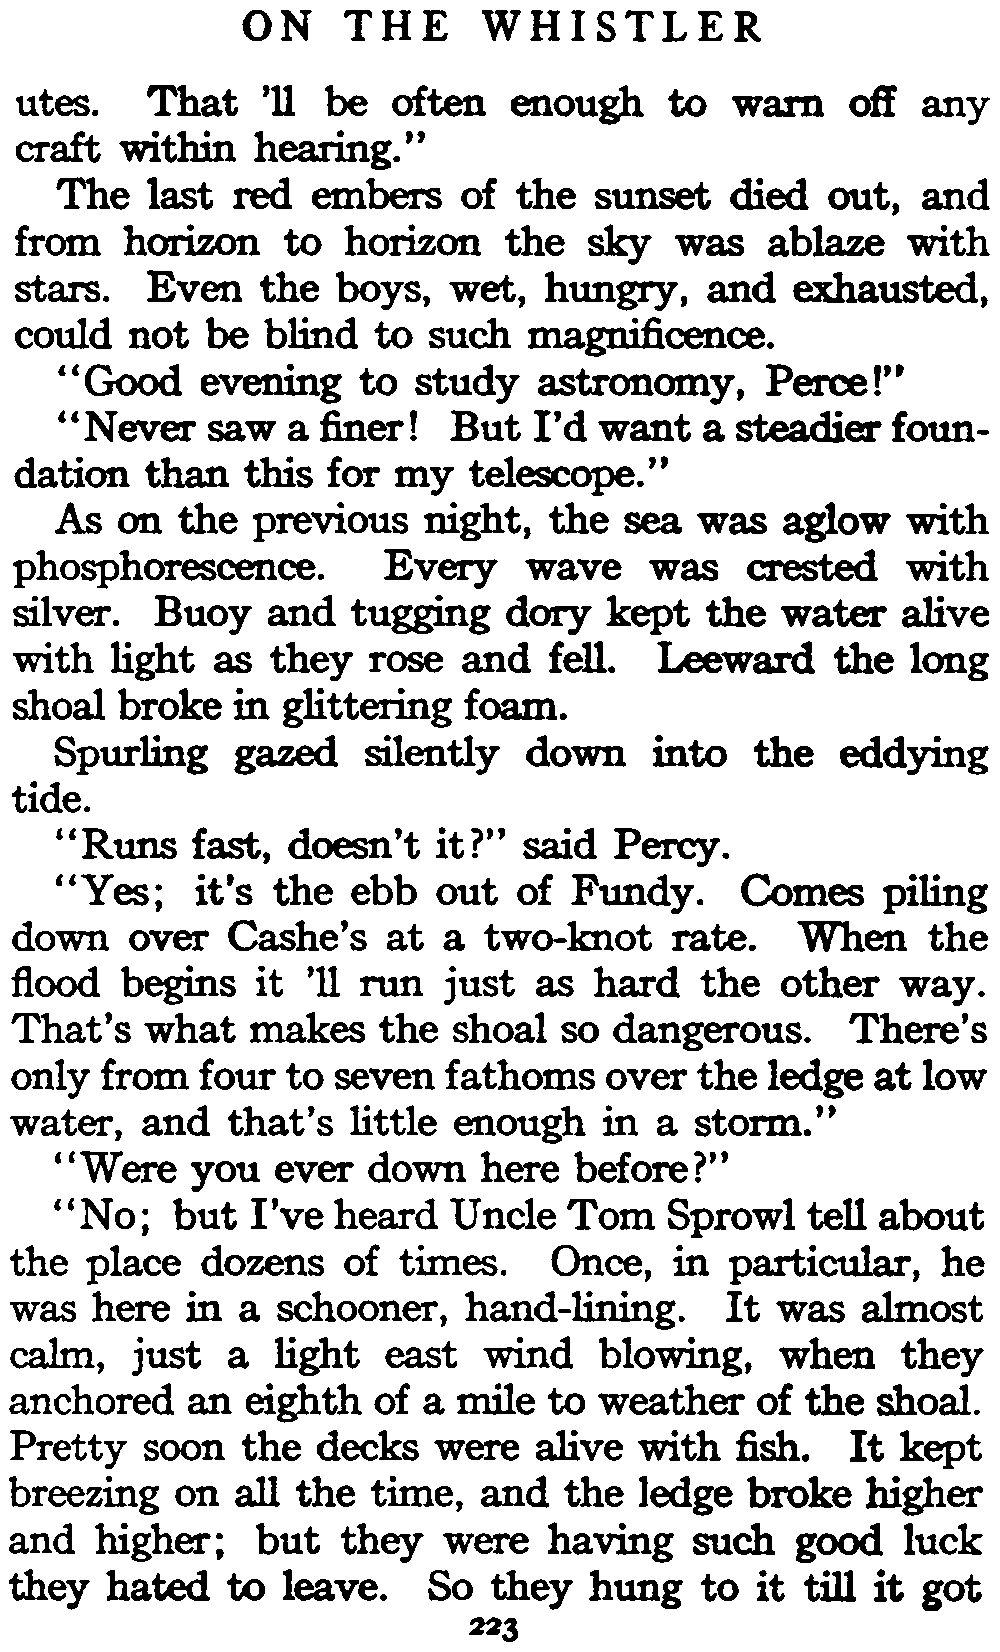 ON THE WHISTLER
utes. That 'll be often enough to warn off any
craft within hearing."
The last red embers of the sunset died out, and
from horizon to horizon the sky was ablaze with
stars. Even the boys, wet, hungry, and exhausted,
could not be blind to such magnificence.
"Good evening to study astronomy, Perce!"
"Never saw a finer! But I'd want a steadier foun-
dation than this for my telescope."
As on the previous night, the sea was aglow with
phosphorescence. Every wave was crested with
silver. Buoy and tugging dory kept the water alive
with light as they rose and fell. Leeward the long
shoal broke in glittering foam.
Spurling gazed silently down into the eddying
tide.
"Runs fast, doesn't it?" said Percy.
"Yes; it's the ebb out of Fundy. Comes piling
down over Cashe's at a two-knot rate. When the
flood begins it 'll run just as hard the other way.
That's what makes the shoal so dangerous. There's
only from four to seven fathoms over the ledge at low
water, and that's little enough in a storm."
"Were you ever down here before?"
"No; but I've heard Uncle Tom Sprowl tell about
the place dozens of times. Once, in particular, he
was here in a schooner, hand-lining. It was almost
calm, just a light east wind blowing, when they
anchored an eighth of a mile to weather of the shoal.
Pretty soon the decks were alive with fish. It kept
breezing on all the time, and the ledge broke higher
and higher; but they were having such good luck
they hated to leave. So they hung to it till it got
223